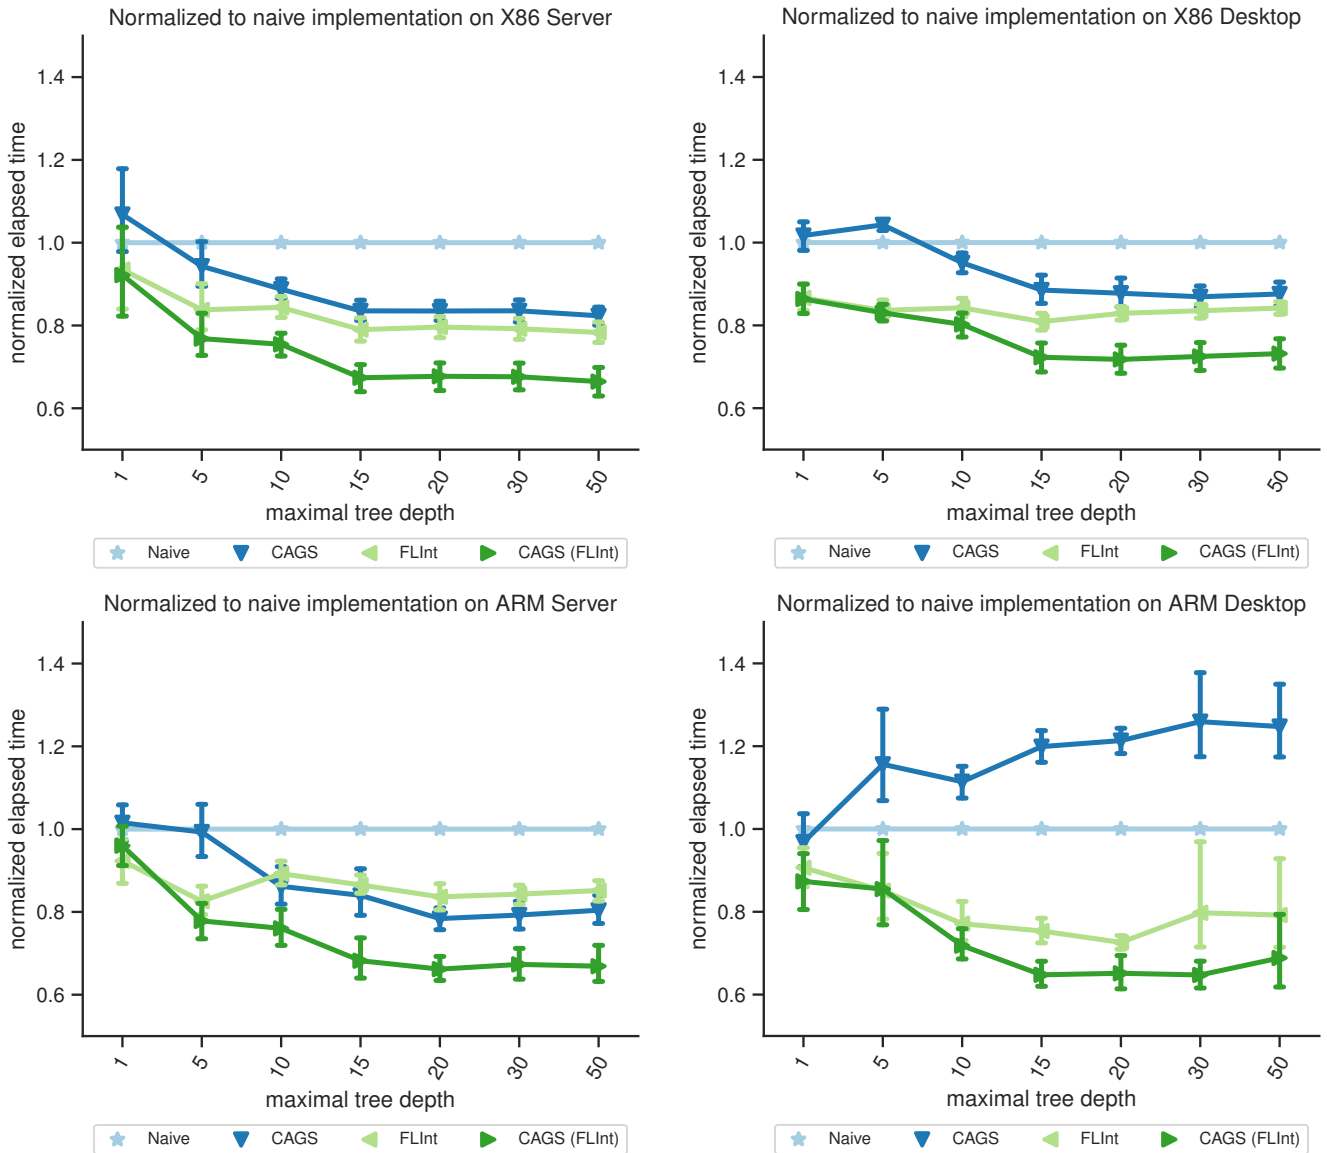 Normalized to naive implementation on X86 Server
normalized elapsed time
1.4
1.2
1.0
0.8
0.6
1 5 10 15 20 30 50
maximal tree depth
Naive CAGS FLInt CAGS (FLInt)
Normalized to naive implementation on X86 Desktop
normalized elapsed time
1.4
1.2
1.0
0.8
0.6
1 5 10 15 20 30 50
maximal tree depth
Naive CAGS FLInt CAGS (FLInt)
Normalized to naive implementation on ARM Server
normalized elapsed time
1.4
1.2
1.0
0.8
0.6
1 5 10 15 20 30 50
maximal tree depth
Naive CAGS FLInt CAGS (FLInt)
Normalized to naive implementation on ARM Desktop
normalized elapsed time
1.4
1.2
1.0
0.8
0.6
1 5 10 15 20 30 50
maximal tree depth
Naive CAGS FLInt CAGS (FLInt)